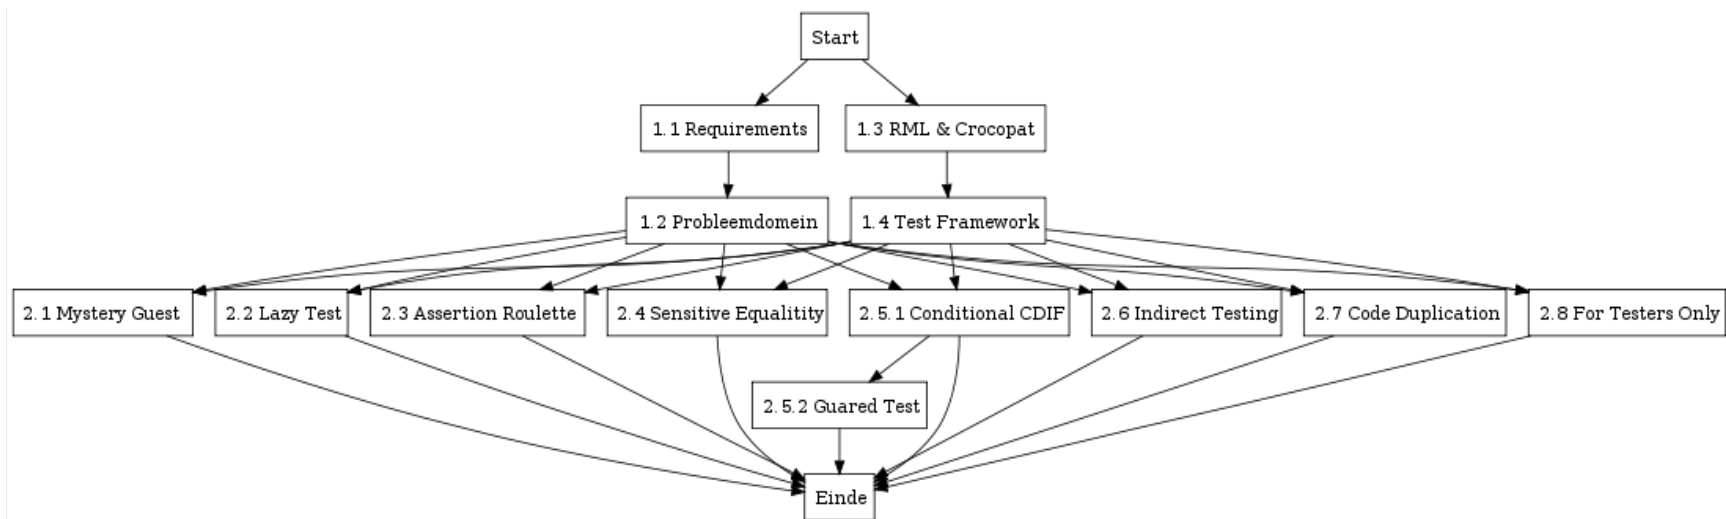 Start
1.1 Requirements
1.3 RML & Crocopat
1.2 Probleemdomein
1.4 Test Framework
2.1 Mystery Guest
2.2 Lazy Test
2.3 Assertion Roulette
2.4 Sensitive Equalitity
2.5.1 Conditional CDIF
2.6 Indirect Testing
2.7 Code Duplication
2.8 For Testers Only
2.5.2 Guared Test
Einde